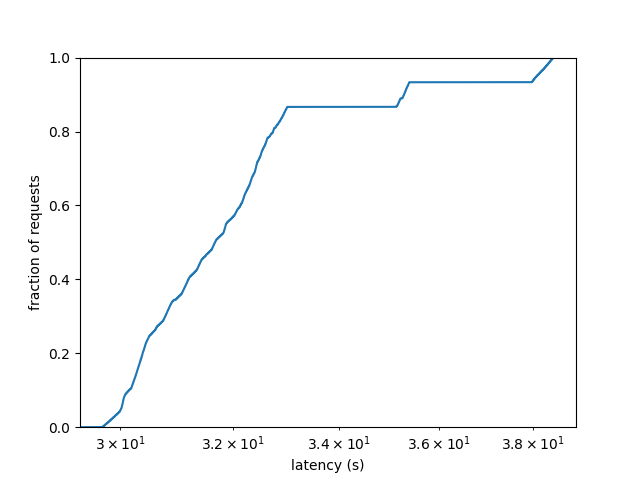 1.0
0.8
0.6
0.4
0.2
0.0
fraction of requests
3 × 10¹
3.2 × 10¹
3.4 × 10¹
3.6 × 10¹
3.8 × 10¹
latency (s)